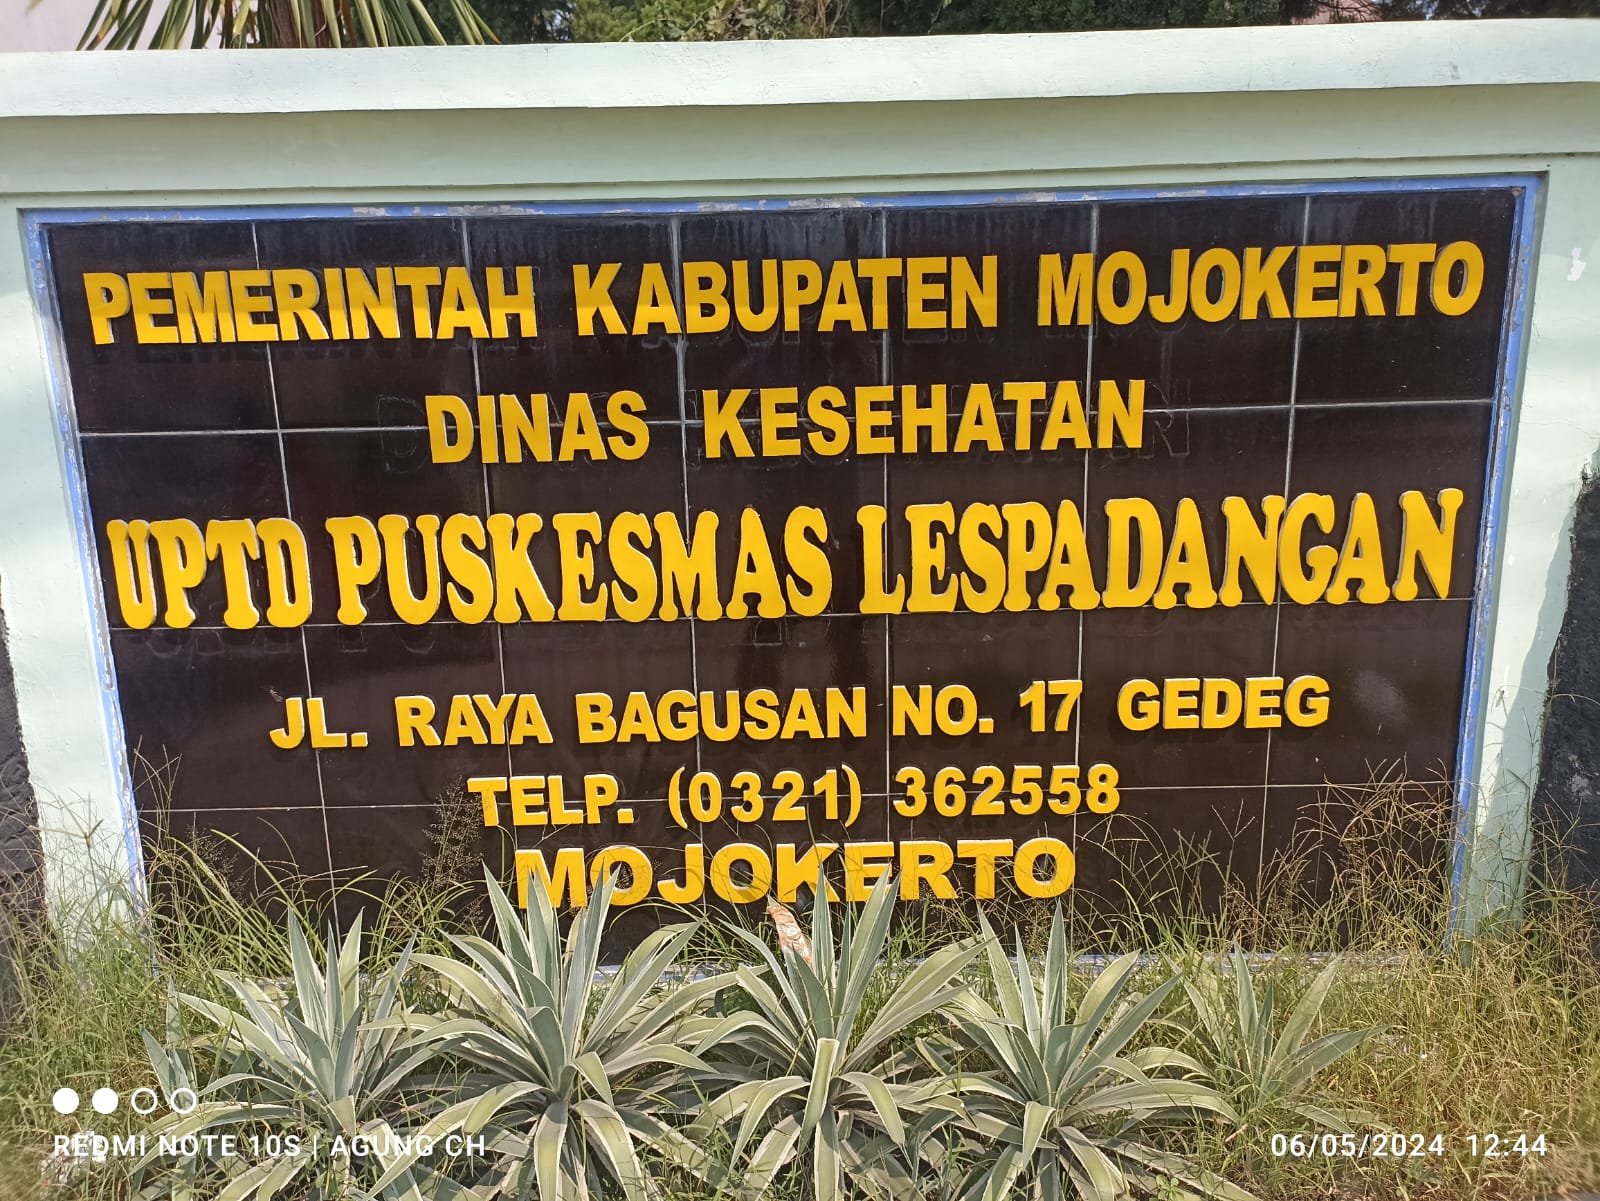 PEMERINTAH KABUPATEN MOJOKERTO
DINAS KESEHATAN
UPTD PUSKESMAS LESPADANGAN
JL. RAYA BAGUSAN NO. 17 GEDEG
TELP. (0321) 362558
MOJOKERTO
REDMI NOTE 10S | AGUNG CH
06/05/2024 12:44